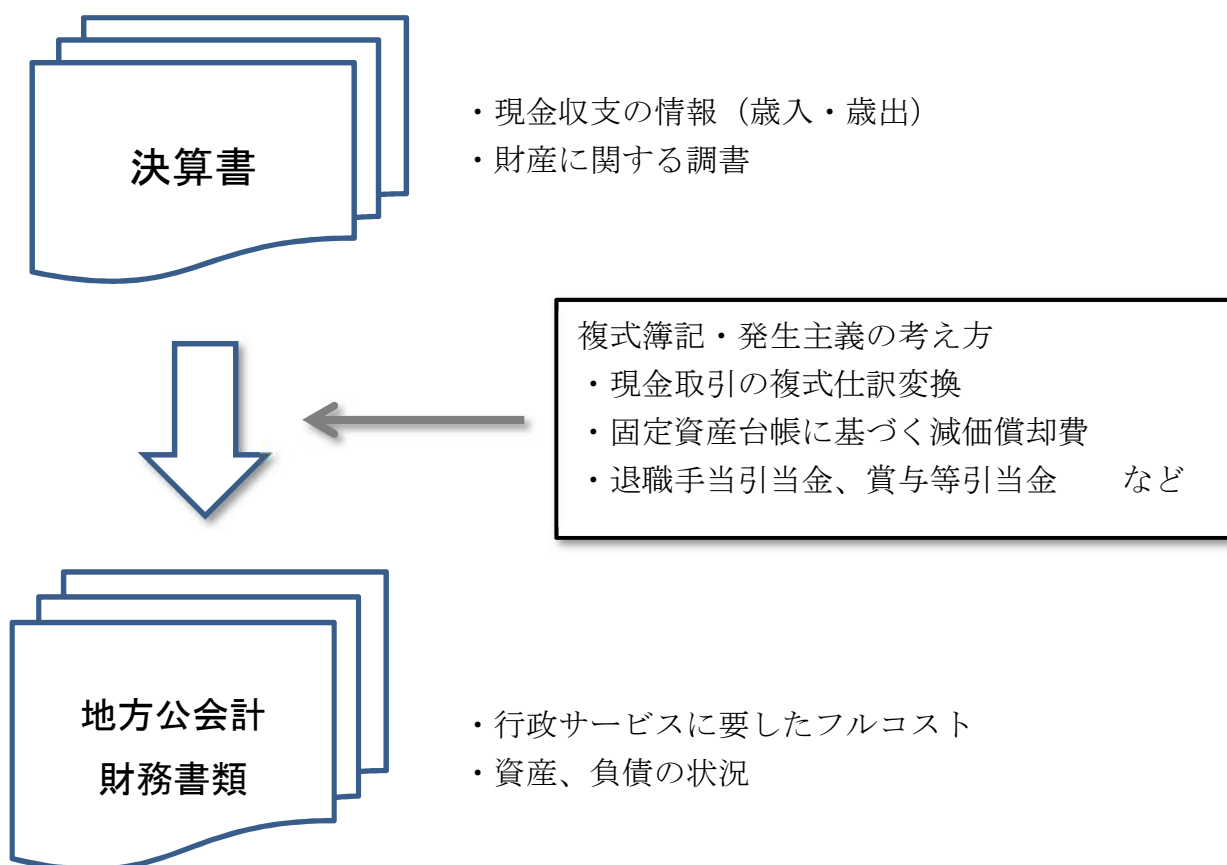 決算書
・現金収支の情報（歳入・歳出）
・財産に関する調書
複式簿記・発生主義の考え方
・現金取引の複式仕訳変換
・固定資産台帳に基づく減価償却費
・退職手当引当金、賞与等引当金　　など
地方公会計
財務書類
・行政サービスに要したフルコスト
・資産、負債の状況